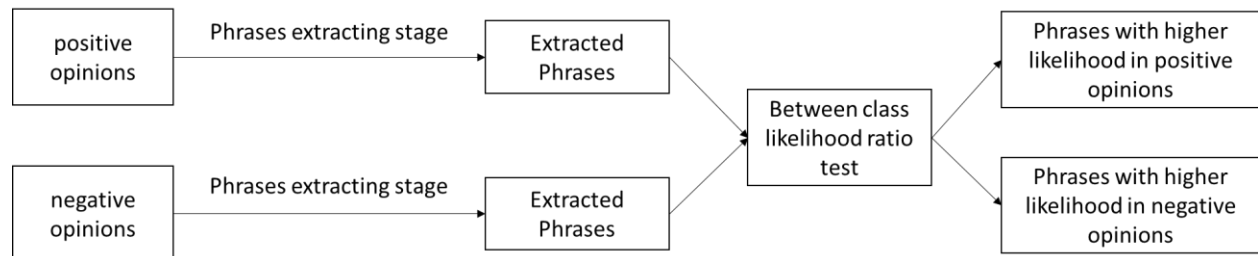 positive
opinions
Phrases extracting stage
Extracted
Phrases
negative
opinions
Phrases extracting stage
Extracted
Phrases
Between class
likelihood ratio
test
Phrases with higher
likelihood in positive
opinions
Phrases with higher
likelihood in negative
opinions